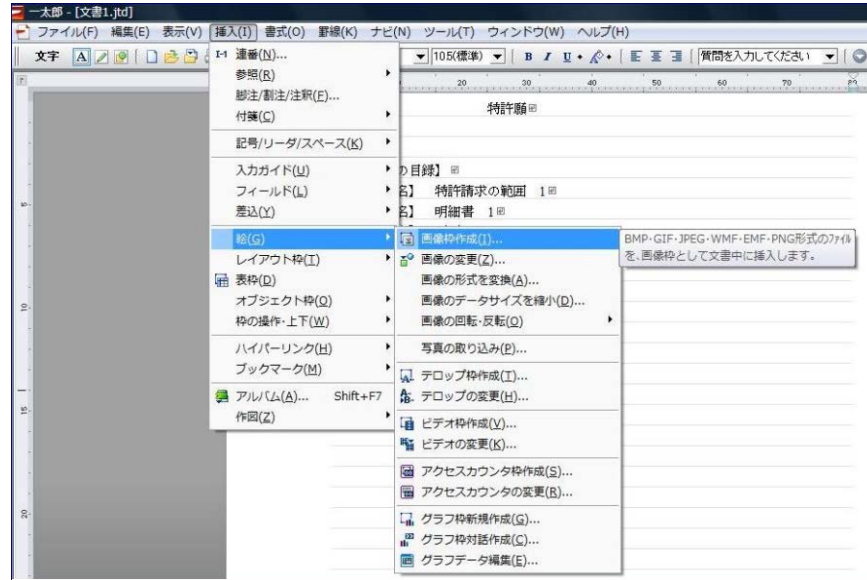 一太郎 - [文書1.jtd]
ファイル(F) 編集(E) 表示(V) 挿入(I) 書式(O) 罫線(K) ナビ(N) ツール(T) ウィンドウ(W) ヘルプ(H)
文字 A 10.5(標準) B I U 質問を入力してください
20 30 40 50 60 70
特許願
の目録】
名】 特許請求の範囲 1
名】 明細書 1
連番(N)...
参照(R)
脚注/割注/注釈(F)...
付箋(C)
記号/リーダ/スペース(K)
入力ガイド(U)
フィールド(L)
差込(Y)
絵(G)
レイアウト枠(T)
表枠(D)
オブジェクト枠(O)
枠の操作・上下(W)
ハイパーリンク(H)
ブックマーク(M)
アルバム(A)... Shift+F7
作図(Z)
画像枠作成(I)...
画像の変更(Z)...
画像の形式を変換(A)...
画像のデータサイズを縮小(D)...
画像の回転・反転(O)
写真の取り込み(P)...
テロップ枠作成(T)...
テロップの変更(H)...
ビデオ枠作成(V)...
ビデオの変更(K)...
アクセスカウンタ枠作成(S)...
アクセスカウンタの変更(R)...
グラフ枠新規作成(G)...
グラフ枠対話作成(C)...
グラフデータ編集(E)...
BMP・GIF・JPEG・WMF・EMF・PNG形式のファイル
を、画像枠として文書中に挿入します。
5
10
15
20